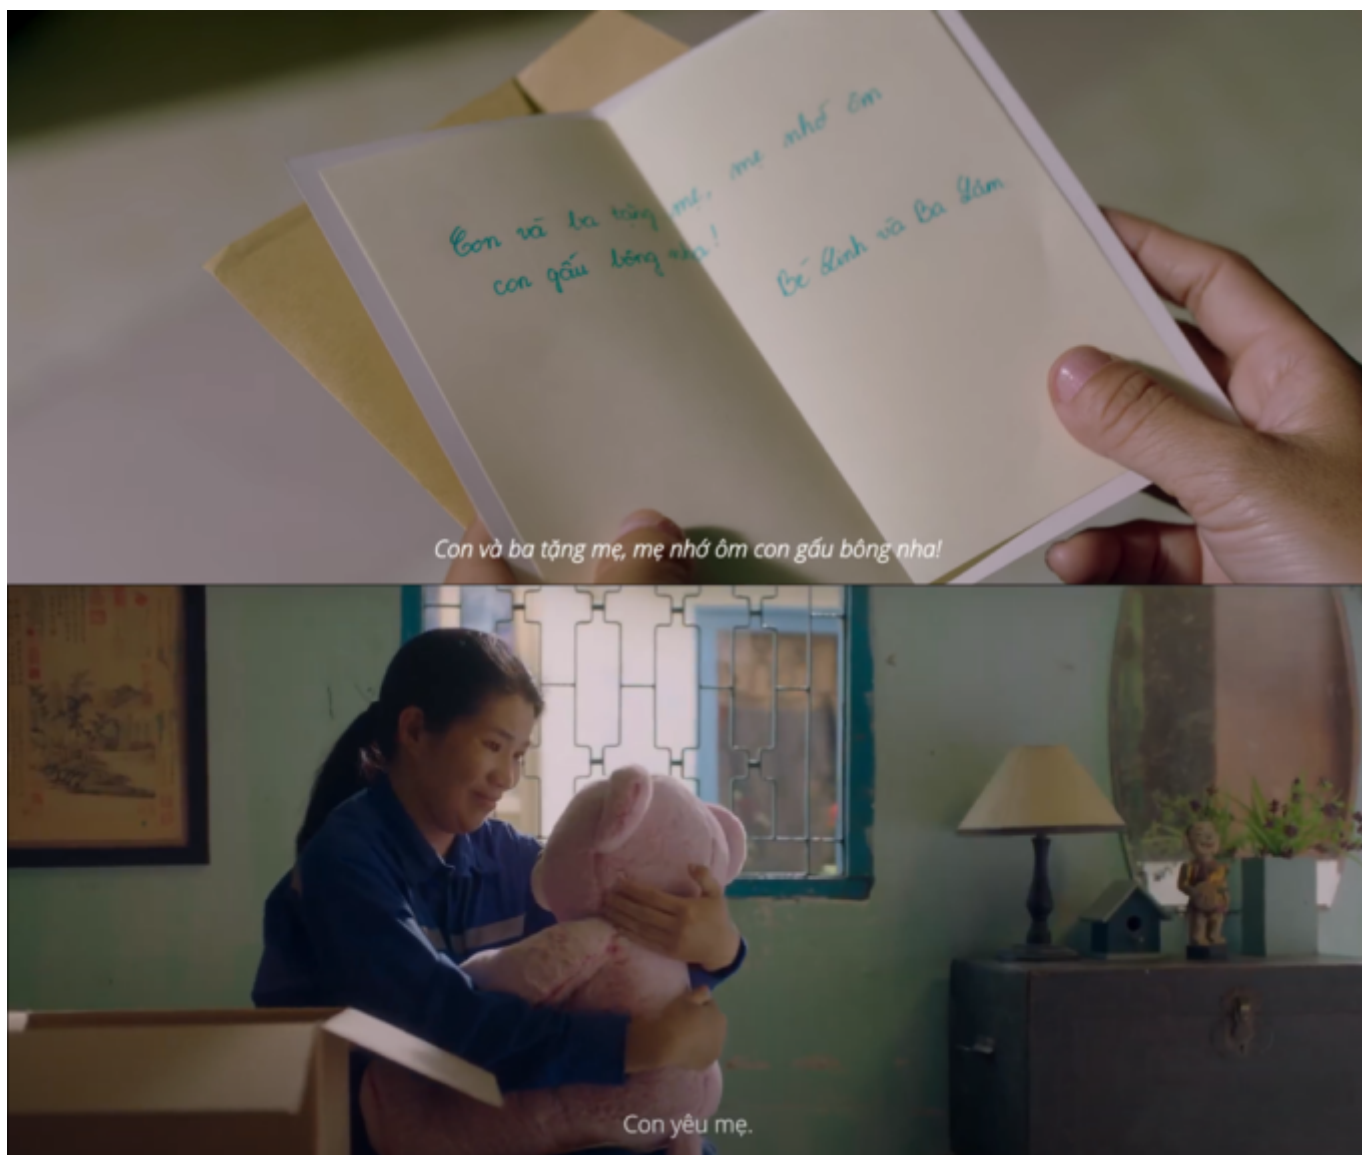 Con và ba tặng mẹ, mẹ nhớ ôm
con gấu bông nha!
Bé Linh và Ba Lâm
Con và ba tặng mẹ, mẹ nhớ ôm con gấu bông nha!
Con yêu mẹ.